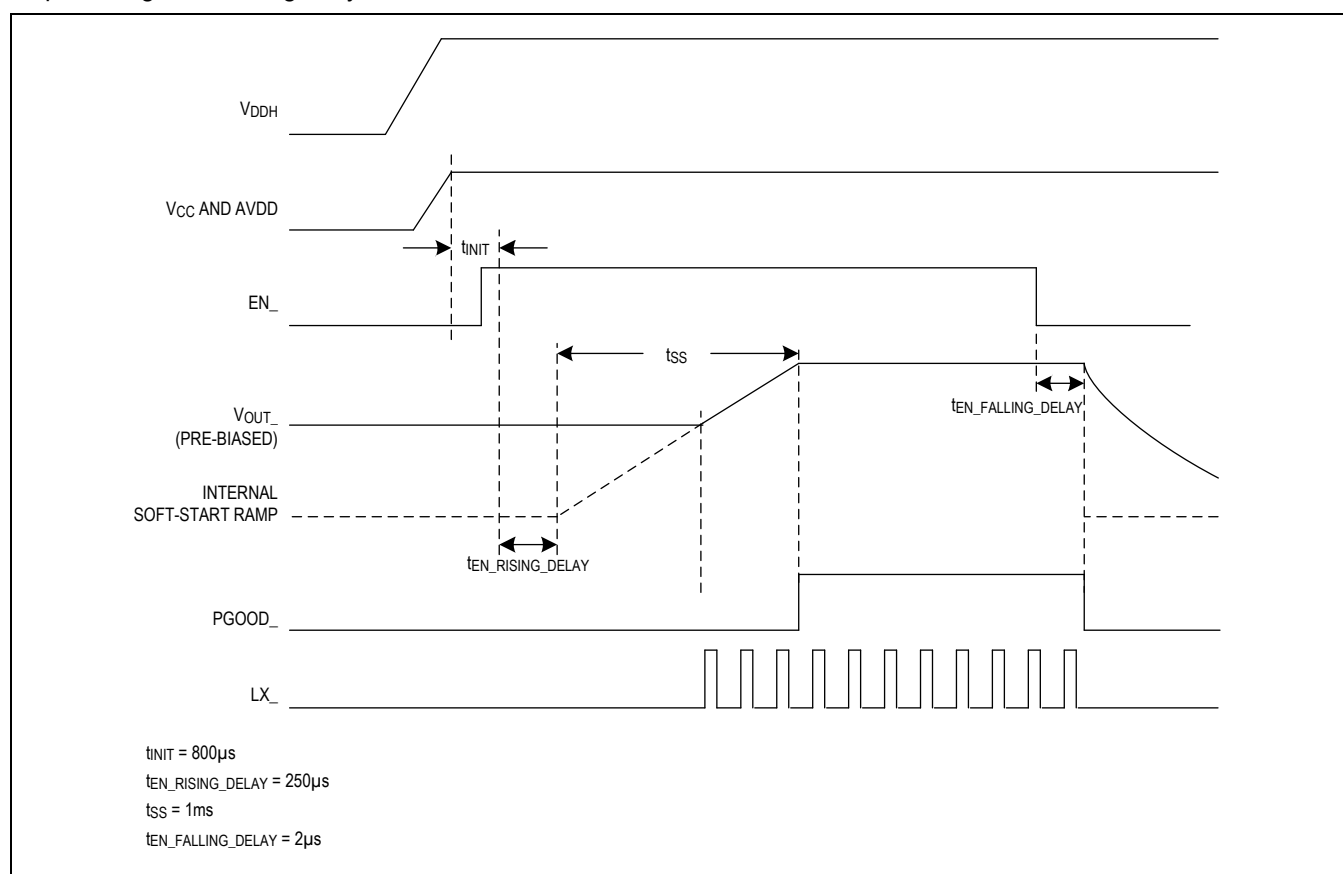 VDDH
VCC AND AVDD
tINIT
EN_
tSS
tEN_FALLING_DELAY
VOUT_
(PRE-BIASED)
INTERNAL
SOFT-START RAMP
tEN_RISING_DELAY
PGOOD_
LX_
tINIT = 800µs
tEN_RISING_DELAY = 250µs
tSS = 1ms
tEN_FALLING_DELAY = 2µs